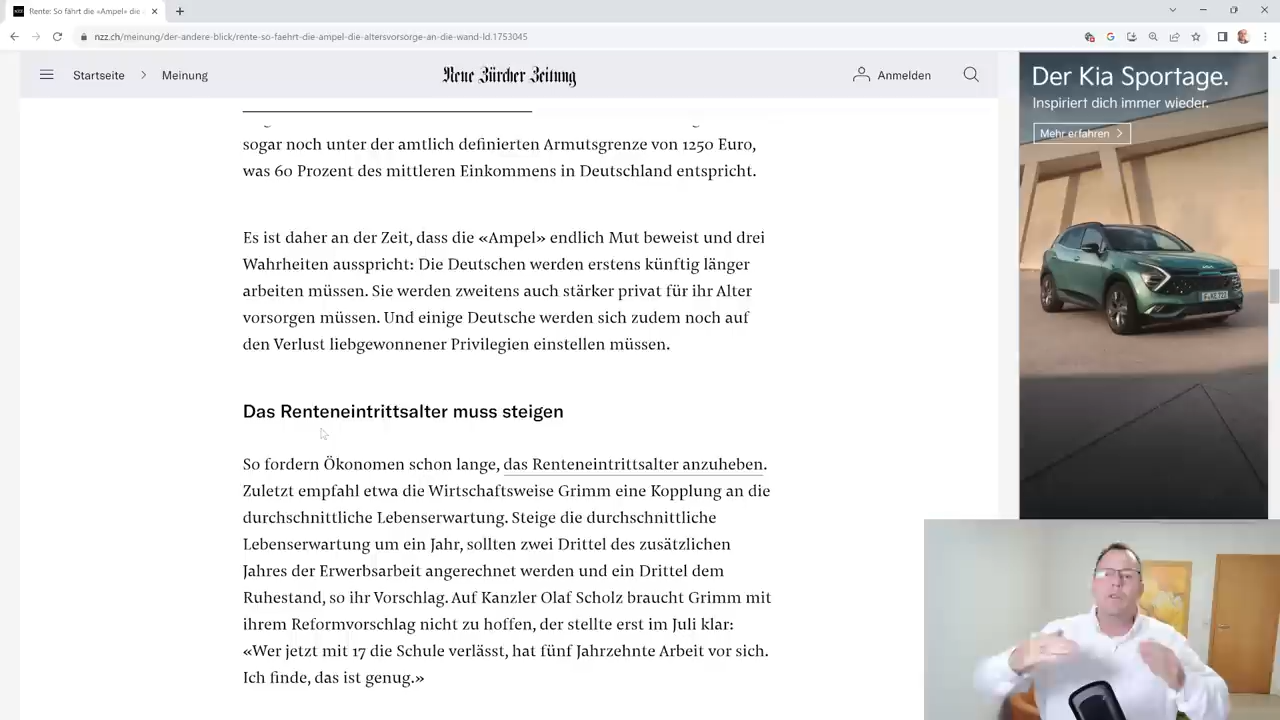 Rente: So fährt die «Ampel» die
nzz.ch/meinung/der-andere-blick/rente-so-faehrt-die-ampel-die-altersvorsorge-an-die-wand-ld.1753045
Startseite
Meinung
Neue Zürcher Zeitung
Anmelden
sogar noch unter der amtlich definierten Armutsgrenze von 1250 Euro,
was 60 Prozent des mittleren Einkommens in Deutschland entspricht.
Es ist daher an der Zeit, dass die «Ampel» endlich Mut beweist und drei
Wahrheiten ausspricht: Die Deutschen werden erstens künftig länger
arbeiten müssen. Sie werden zweitens auch stärker privat für ihr Alter
vorsorgen müssen. Und einige Deutsche werden sich zudem noch auf
den Verlust liebgewonnener Privilegien einstellen müssen.
Das Renteneintrittsalter muss steigen
So fordern Ökonomen schon lange, das Renteneintrittsalter anzuheben.
Zuletzt empfahl etwa die Wirtschaftsweise Grimm eine Kopplung an die
durchschnittliche Lebenserwartung. Steige die durchschnittliche
Lebenserwartung um ein Jahr, sollten zwei Drittel des zusätzlichen
Jahres der Erwerbsarbeit angerechnet werden und ein Drittel dem
Ruhestand, so ihr Vorschlag. Auf Kanzler Olaf Scholz braucht Grimm mit
ihrem Reformvorschlag nicht zu hoffen, der stellte erst im Juli klar:
«Wer jetzt mit 17 die Schule verlässt, hat fünf Jahrzehnte Arbeit vor sich.
Ich finde, das ist genug.»
Der Kia Sportage.
Inspiriert dich immer wieder.
Mehr erfahren